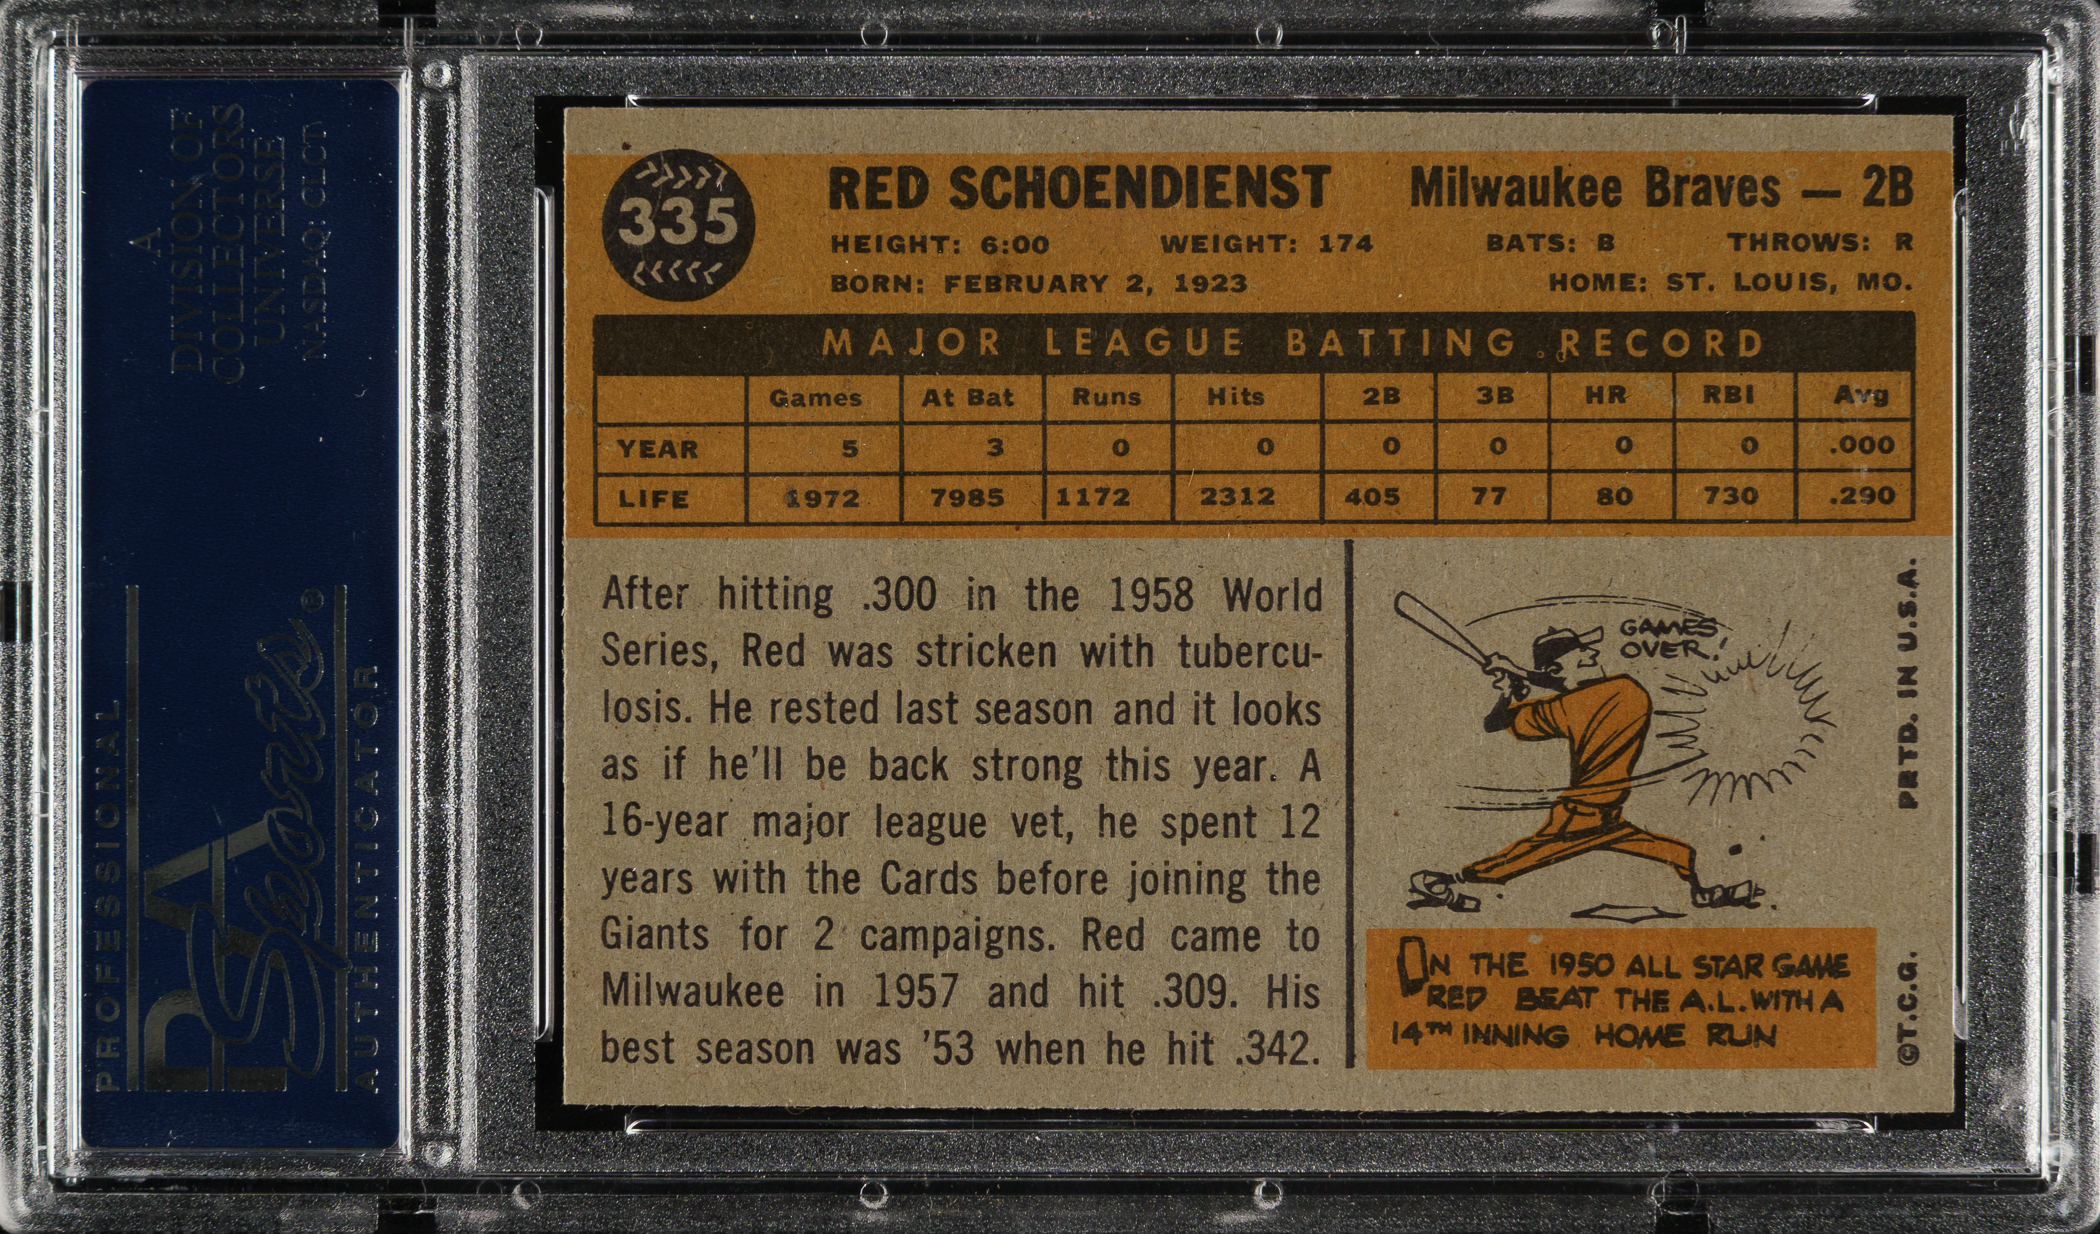 A
DIVISION OF
COLLECTORS
UNIVERSE
NASDAQ: CLCT
PROFESSIONAL
PSA
Sports®
AUTHENTICATOR
335
RED SCHOENDIENST Milwaukee Braves — 2B
HEIGHT: 6:00 WEIGHT: 174 BATS: B THROWS: R
BORN: FEBRUARY 2, 1923 HOME: ST. LOUIS, MO.
MAJOR LEAGUE BATTING RECORD
Games At Bat Runs Hits 2B 3B HR RBI Avg
YEAR 5 3 0 0 0 0 0 0 .000
LIFE 1972 7985 1172 2312 405 77 80 730 .290
After hitting .300 in the 1958 World
Series, Red was stricken with tubercu-
losis. He rested last season and it looks
as if he'll be back strong this year. A
16-year major league vet, he spent 12
years with the Cards before joining the
Giants for 2 campaigns. Red came to
Milwaukee in 1957 and hit .309. His
best season was '53 when he hit .342.
GAMES
OVER!
IN THE 1950 ALL STAR GAME
RED BEAT THE A.L. WITH A
14TH INNING HOME RUN
©T.C.G. PRTD. IN U.S.A.